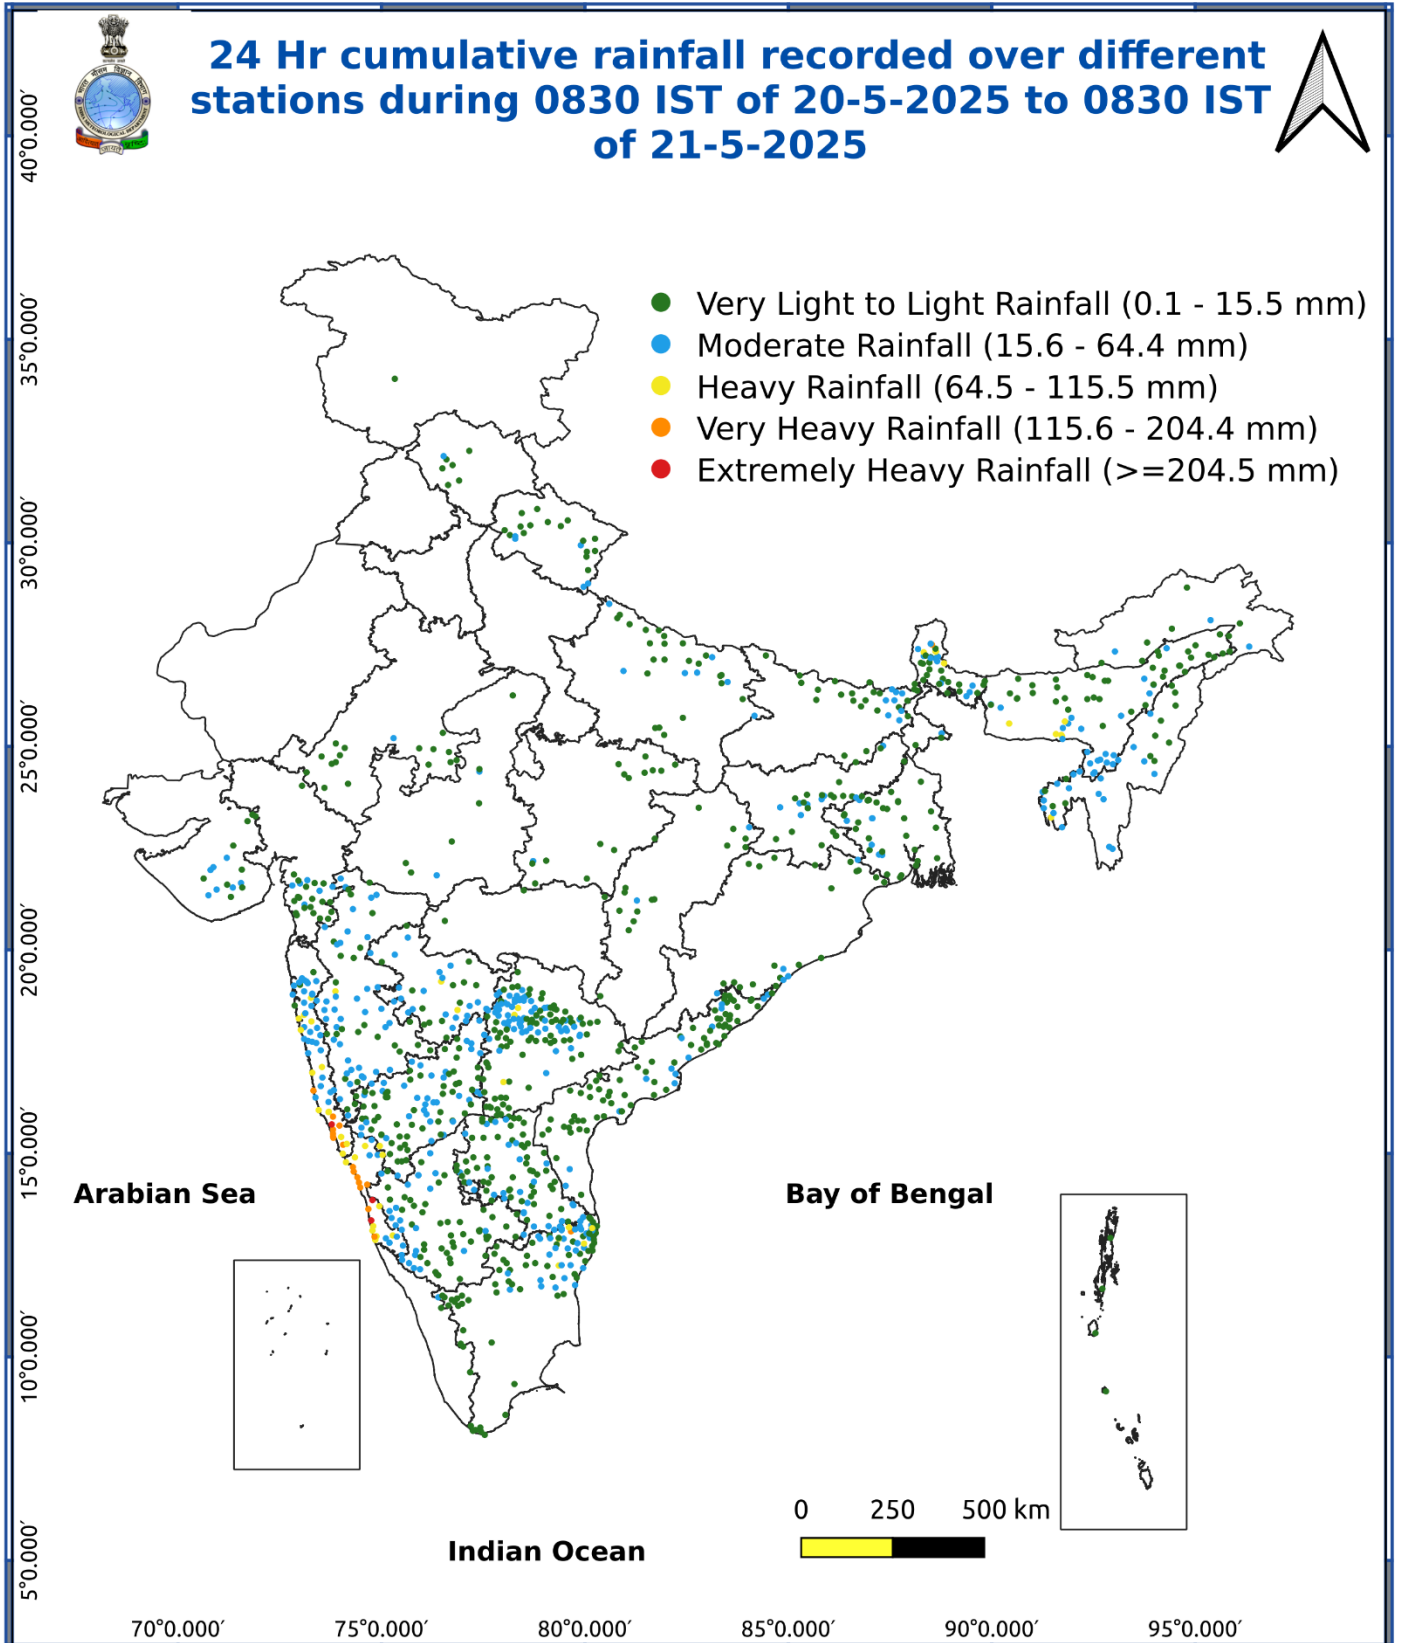 24 Hr cumulative rainfall recorded over different
stations during 0830 IST of 20-5-2025 to 0830 IST
of 21-5-2025
Very Light to Light Rainfall (0.1 - 15.5 mm)
Moderate Rainfall (15.6 - 64.4 mm)
Heavy Rainfall (64.5 - 115.5 mm)
Very Heavy Rainfall (115.6 - 204.4 mm)
Extremely Heavy Rainfall (>=204.5 mm)
40°0.000′
35°0.000′
30°0.000′
25°0.000′
20°0.000′
15°0.000′
10°0.000′
5°0.000′
Arabian Sea
Bay of Bengal
Indian Ocean
0 250 500 km
70°0.000′ 75°0.000′ 80°0.000′ 85°0.000′ 90°0.000′ 95°0.000′